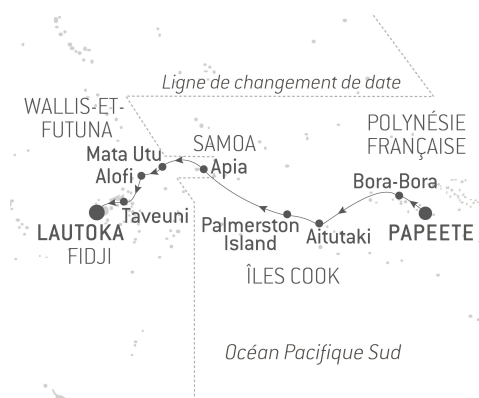 Ligne de changement de date
WALLIS-ET-
FUTUNA
POLYNÉSIE
FRANÇAISE
SAMOA
Mata Utu
Apia
Alofi
Bora-Bora
Taveuni
Palmerston
Island
LAUTOKA
Aitutaki
PAPEETE
FIDJI
ÎLES COOK
Océan Pacifique Sud